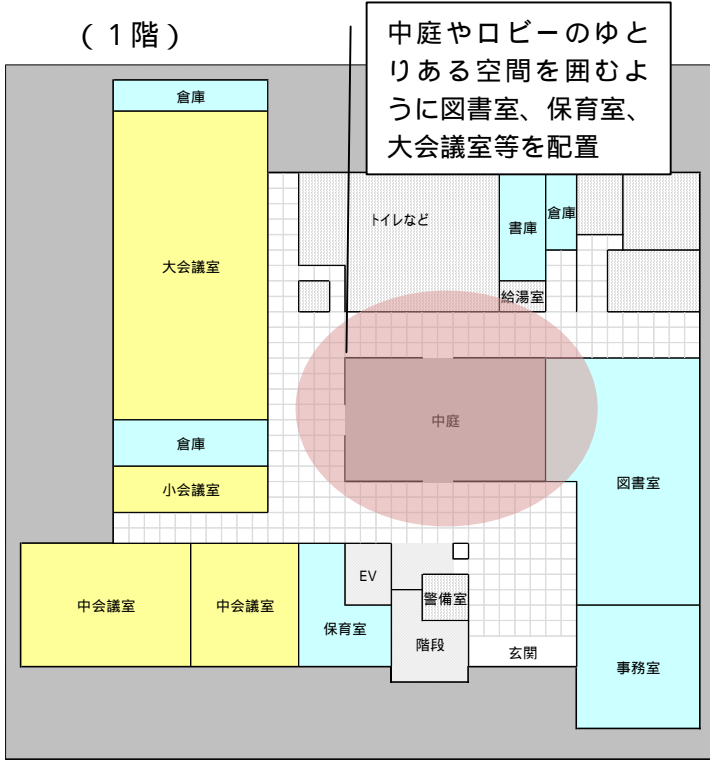 （１階）
中庭やロビーのゆと
りある空間を囲むよ
うに図書室、保育室、
大会議室等を配置
倉庫
トイレなど
書庫
倉庫
大会議室
給湯室
中庭
倉庫
図書室
小会議室
EV
中会議室
中会議室
警備室
保育室
階段
玄関
事務室